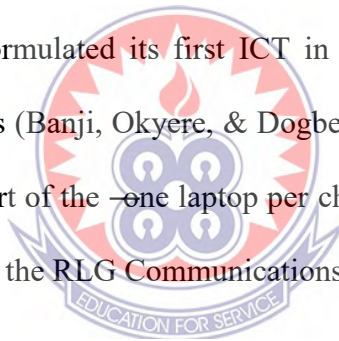 ormulated its first ICT in
s (Banji, Okyere, & Dogbe
rt of the –one laptop per ch
the RLG Communications
EDUCATION FOR SERVICE